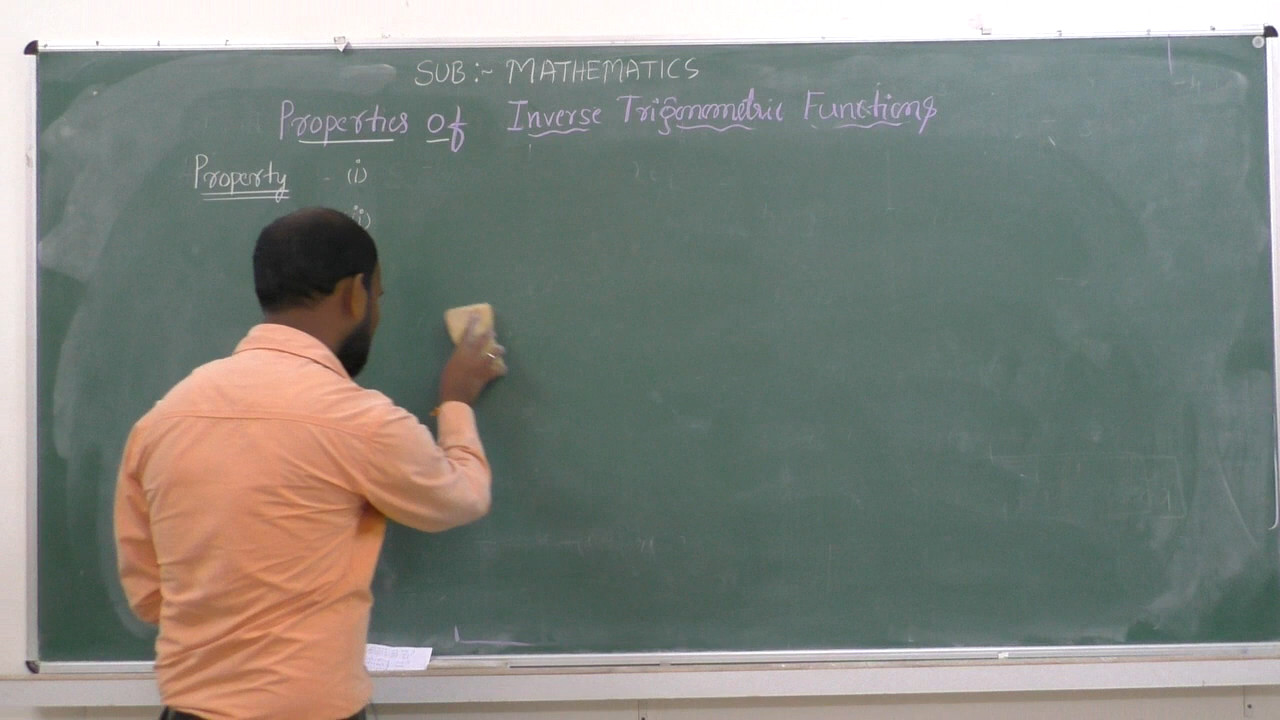 SUB :- MATHEMATICS
Properties of Inverse Trigonometric Functions
Property - (i)
(ii)